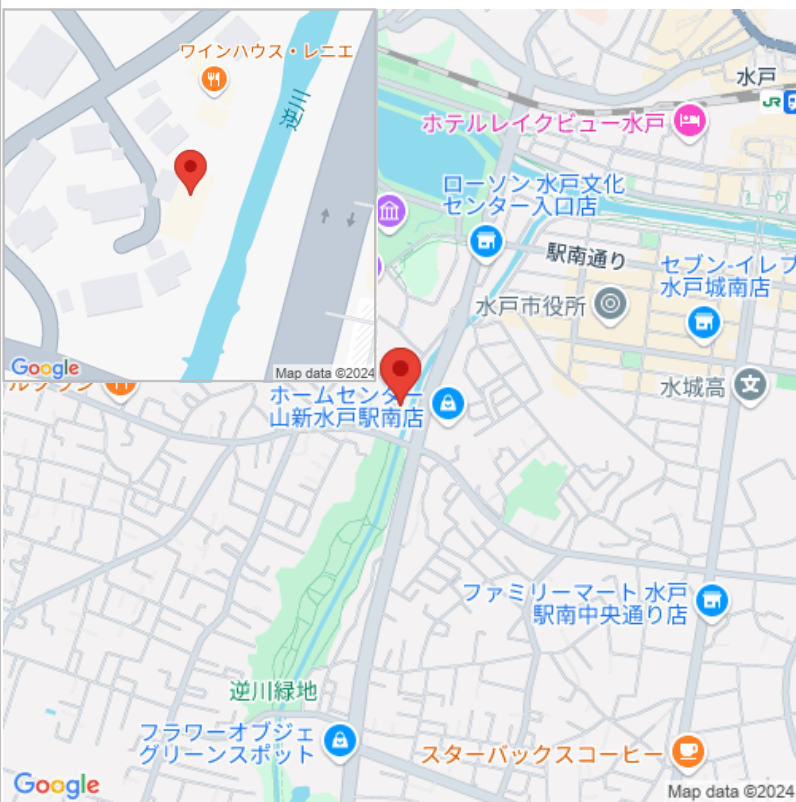 ワインハウス・レニエ
逆川
Google
Map data ©2024
水戸
JR
ホテルレイクビュー水戸
ローソン 水戸文化
センター入口店
駅南通り
セブン-イレブ
水戸城南店
水戸市役所
水城高
ホームセンター
山新水戸駅南店
ファミリーマート 水戸
駅南中央通り店
逆川緑地
フラワーオブジェ
グリーンスポット
スターバックスコーヒー
Google
Map data ©2024